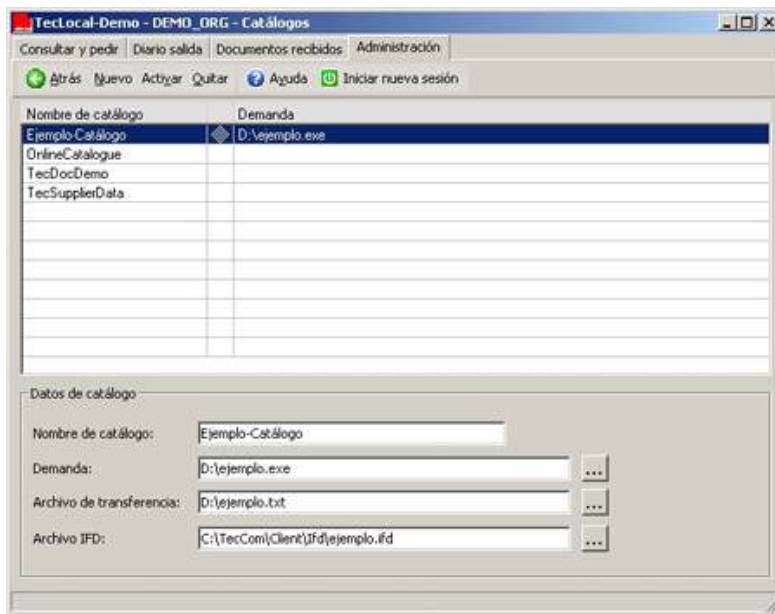 TecLocal-Demo - DEMO_ORG - Catálogos
Consultar y pedir Diario salida Documentos recibidos Administración
Atrás Nuevo Activar Quitar Ayuda Iniciar nueva sesión
Nombre de catálogo Demanda
Ejemplo-Catálogo D:\ejemplo.exe
OnlineCatalogue
TecDocDemo
TecSupplierData
Datos de catálogo
Nombre de catálogo: Ejemplo-Catálogo
Demanda: D:\ejemplo.exe ...
Archivo de transferencia: D:\ejemplo.txt ...
Archivo IFD: C:\TecCom\Client\Ifd\ejemplo.ifd ...